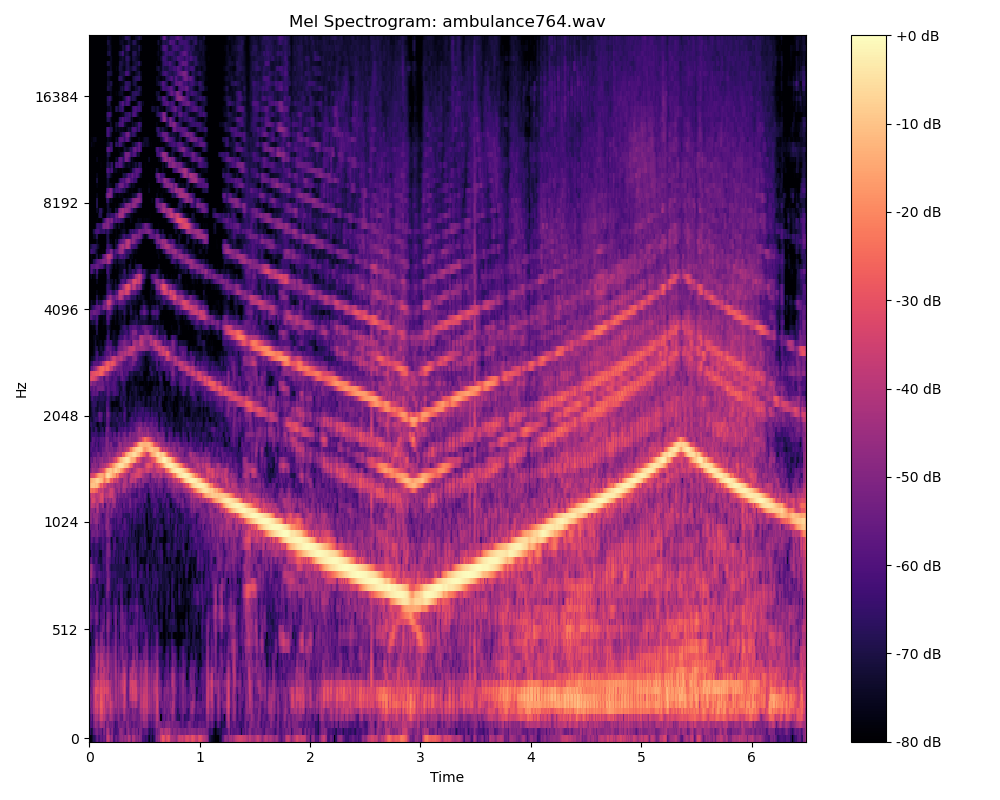 Mel Spectrogram: ambulance764.wav
Hz
16384
8192
4096
2048
1024
512
0
0 1 2 3 4 5 6
Time
+0 dB
-10 dB
-20 dB
-30 dB
-40 dB
-50 dB
-60 dB
-70 dB
-80 dB